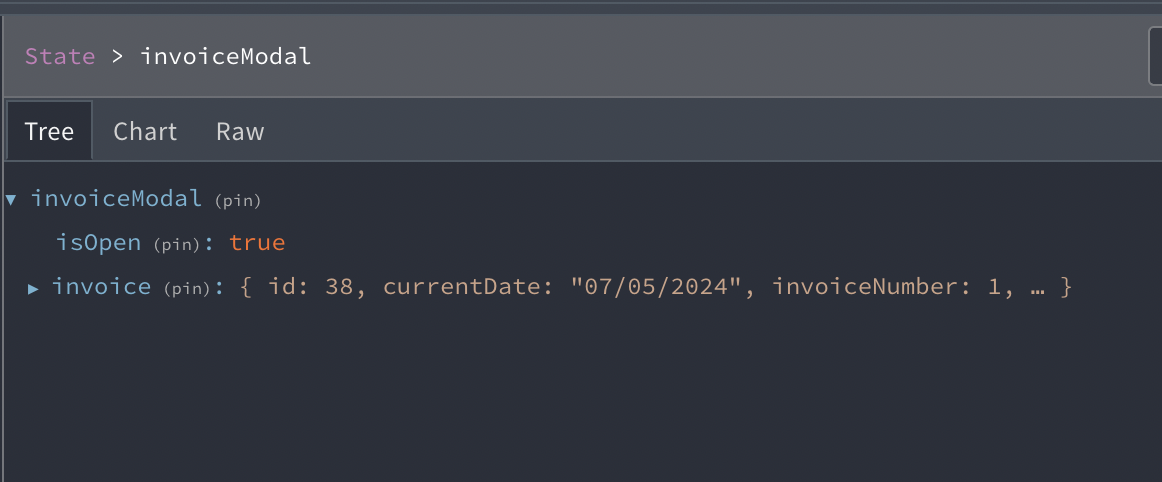 State > invoiceModal
Tree Chart Raw
▼ invoiceModal (pin)
isOpen (pin): true
▶ invoice (pin): { id: 38, currentDate: "07/05/2024", invoiceNumber: 1, … }